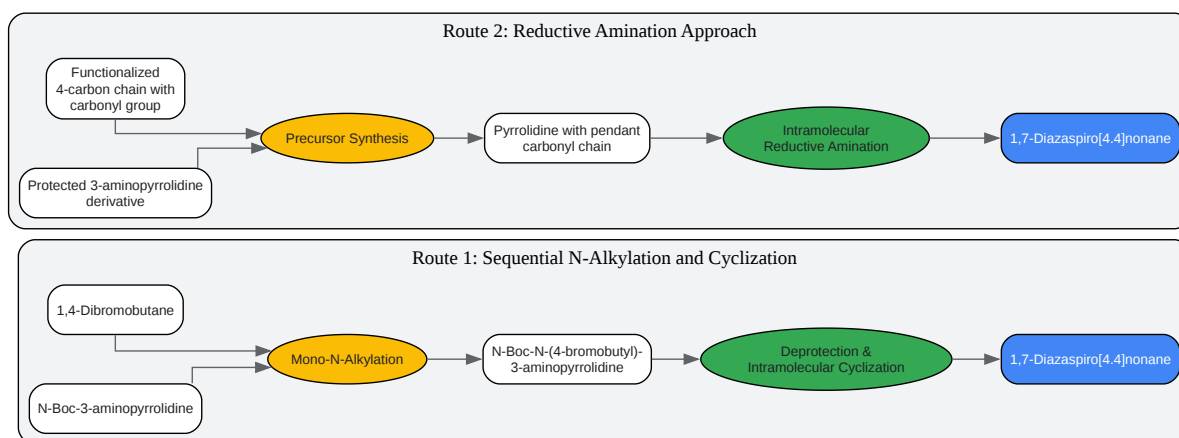 Route 2: Reductive Amination Approach
Functionalized
4-carbon chain with
carbonyl group
Protected 3-aminopyrrolidine
derivative
Precursor Synthesis
Pyrrolidine with pendant
carbonyl chain
Intramolecular
Reductive Amination
1,7-Diazaspiro[4.4]nonane
Route 1: Sequential N-Alkylation and Cyclization
1,4-Dibromobutane
N-Boc-3-aminopyrrolidine
Mono-N-Alkylation
N-Boc-N-(4-bromobutyl)-
3-aminopyrrolidine
Deprotection &
Intramolecular Cyclization
1,7-Diazaspiro[4.4]nonane